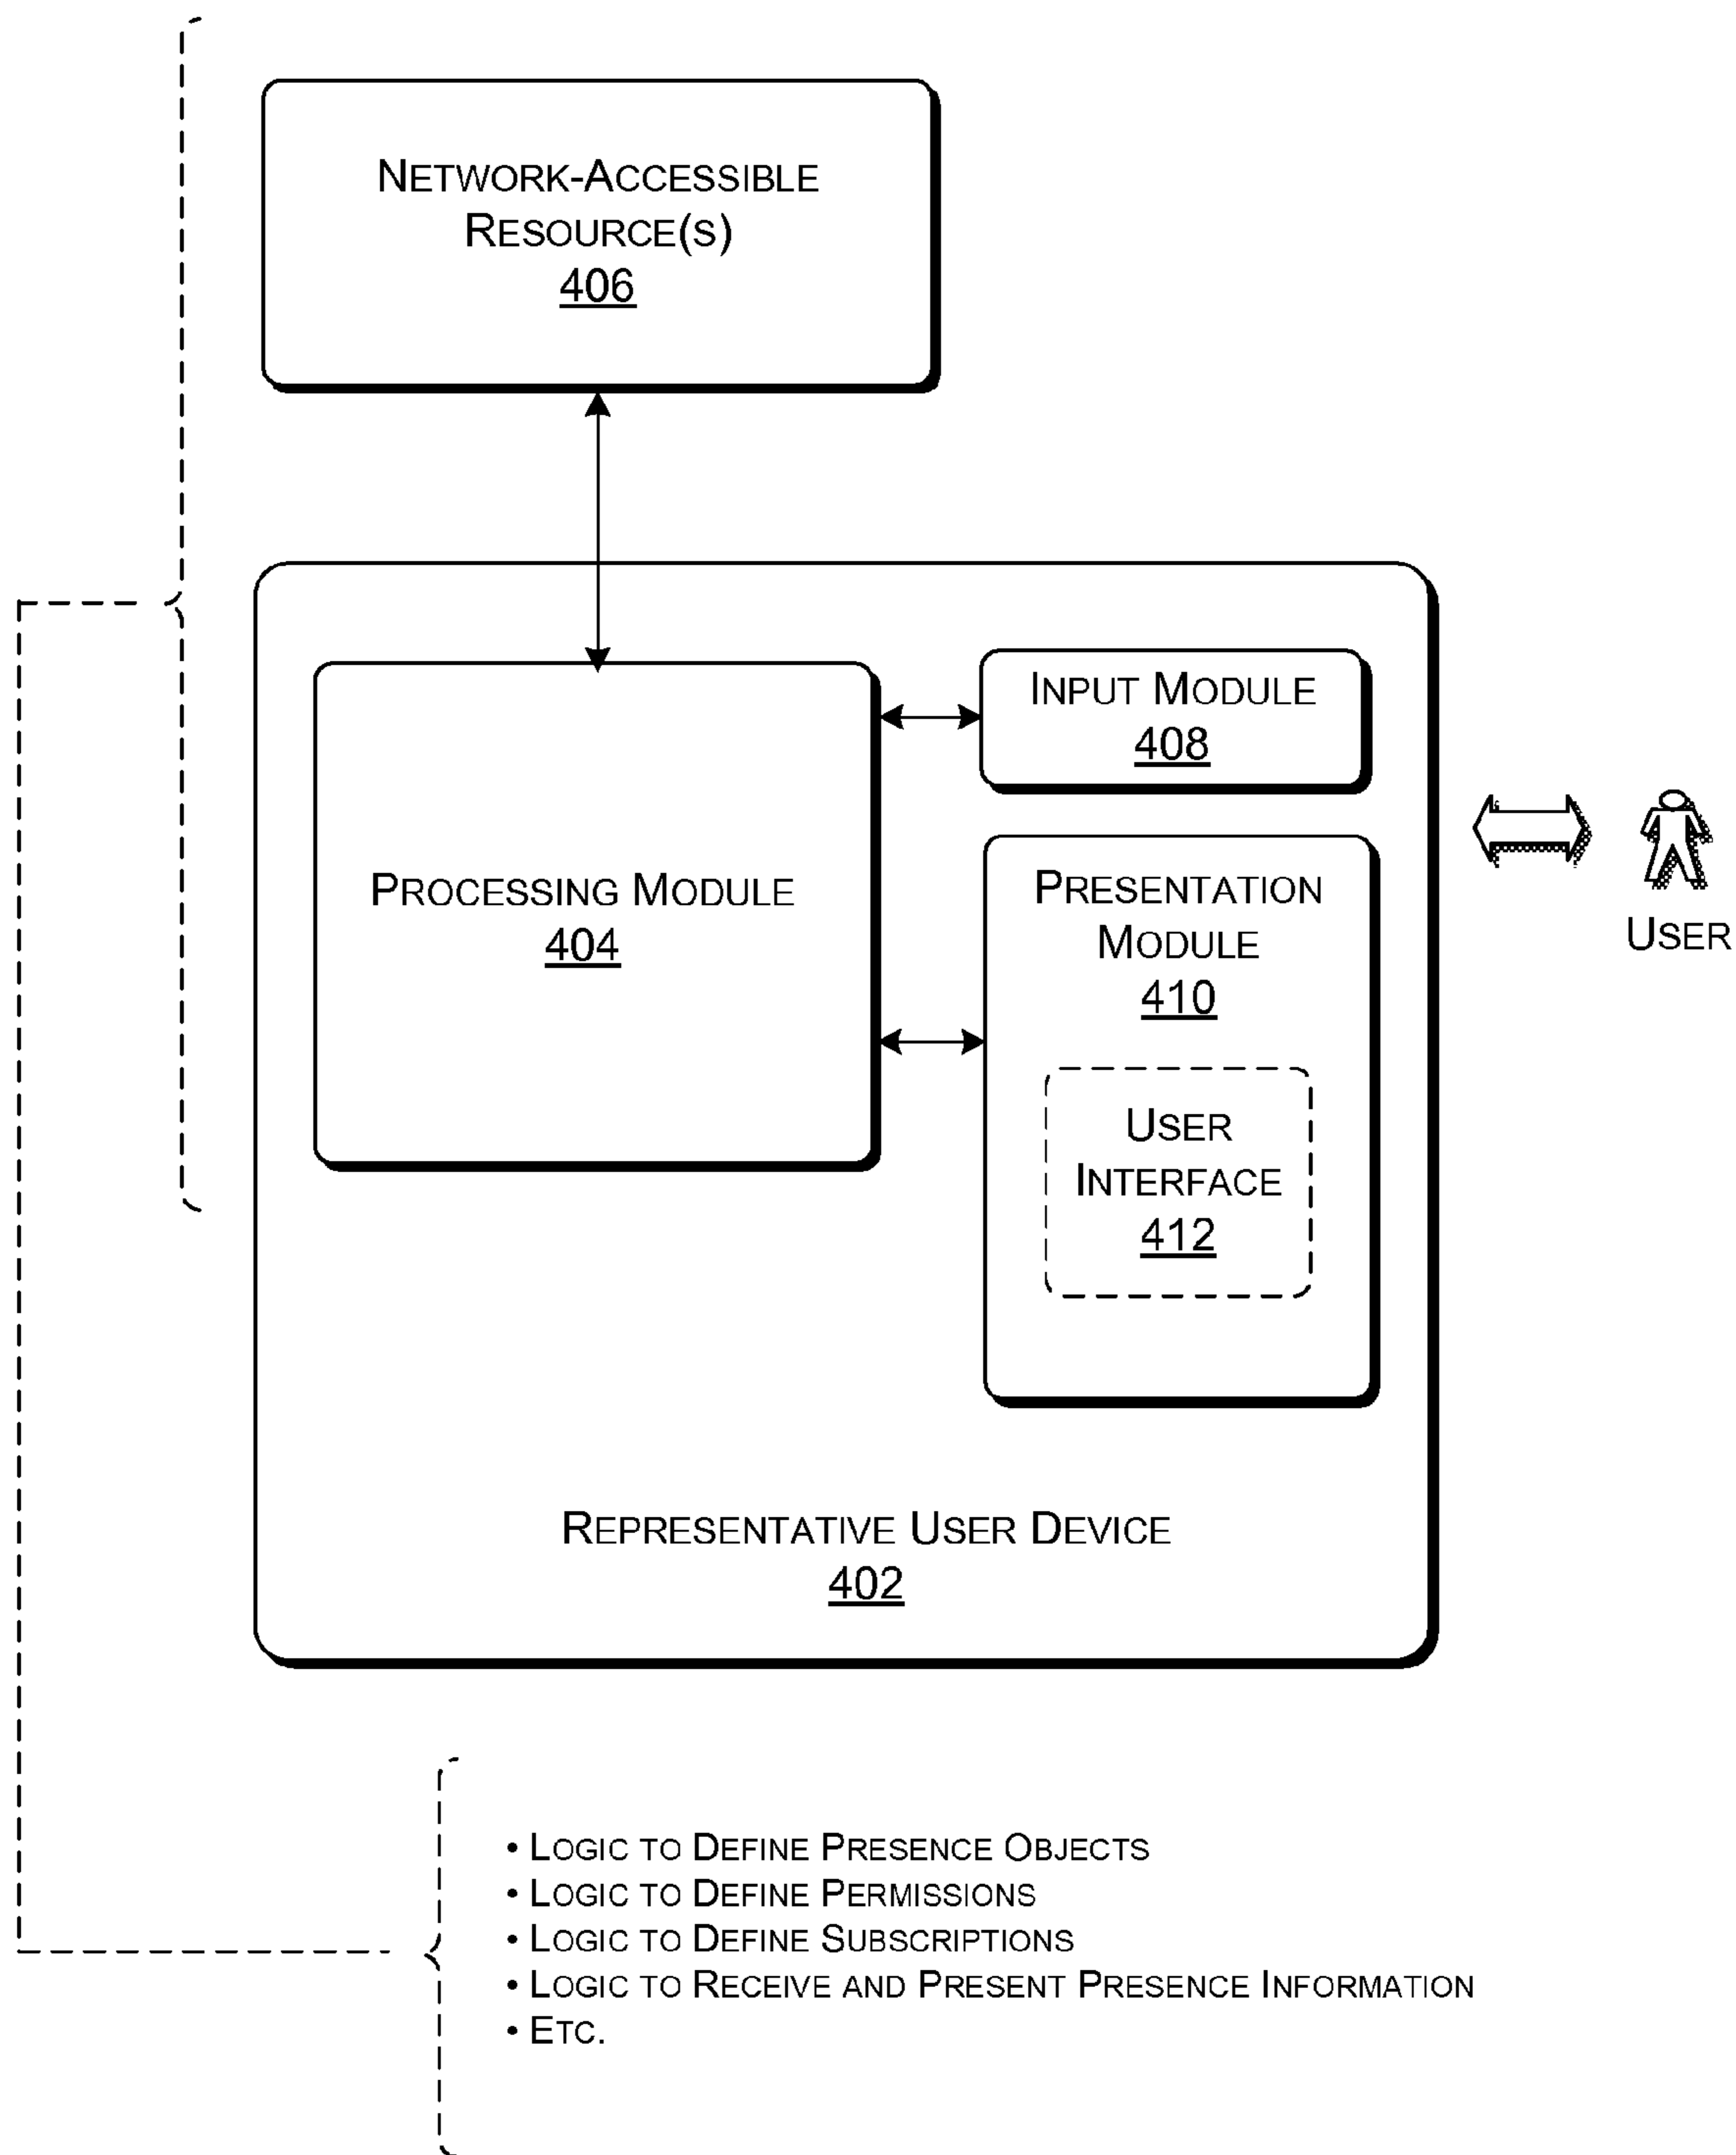 NETWORK-ACCESSIBLE
RESOURCE(S)
406
INPUT MODULE
408
PROCESSING MODULE
404
PRESENTATION
MODULE
410
USER
INTERFACE
412
USER
REPRESENTATIVE USER DEVICE
402
• LOGIC TO DEFINE PRESENCE OBJECTS
• LOGIC TO DEFINE PERMISSIONS
• LOGIC TO DEFINE SUBSCRIPTIONS
• LOGIC TO RECEIVE AND PRESENT PRESENCE INFORMATION
• ETC.